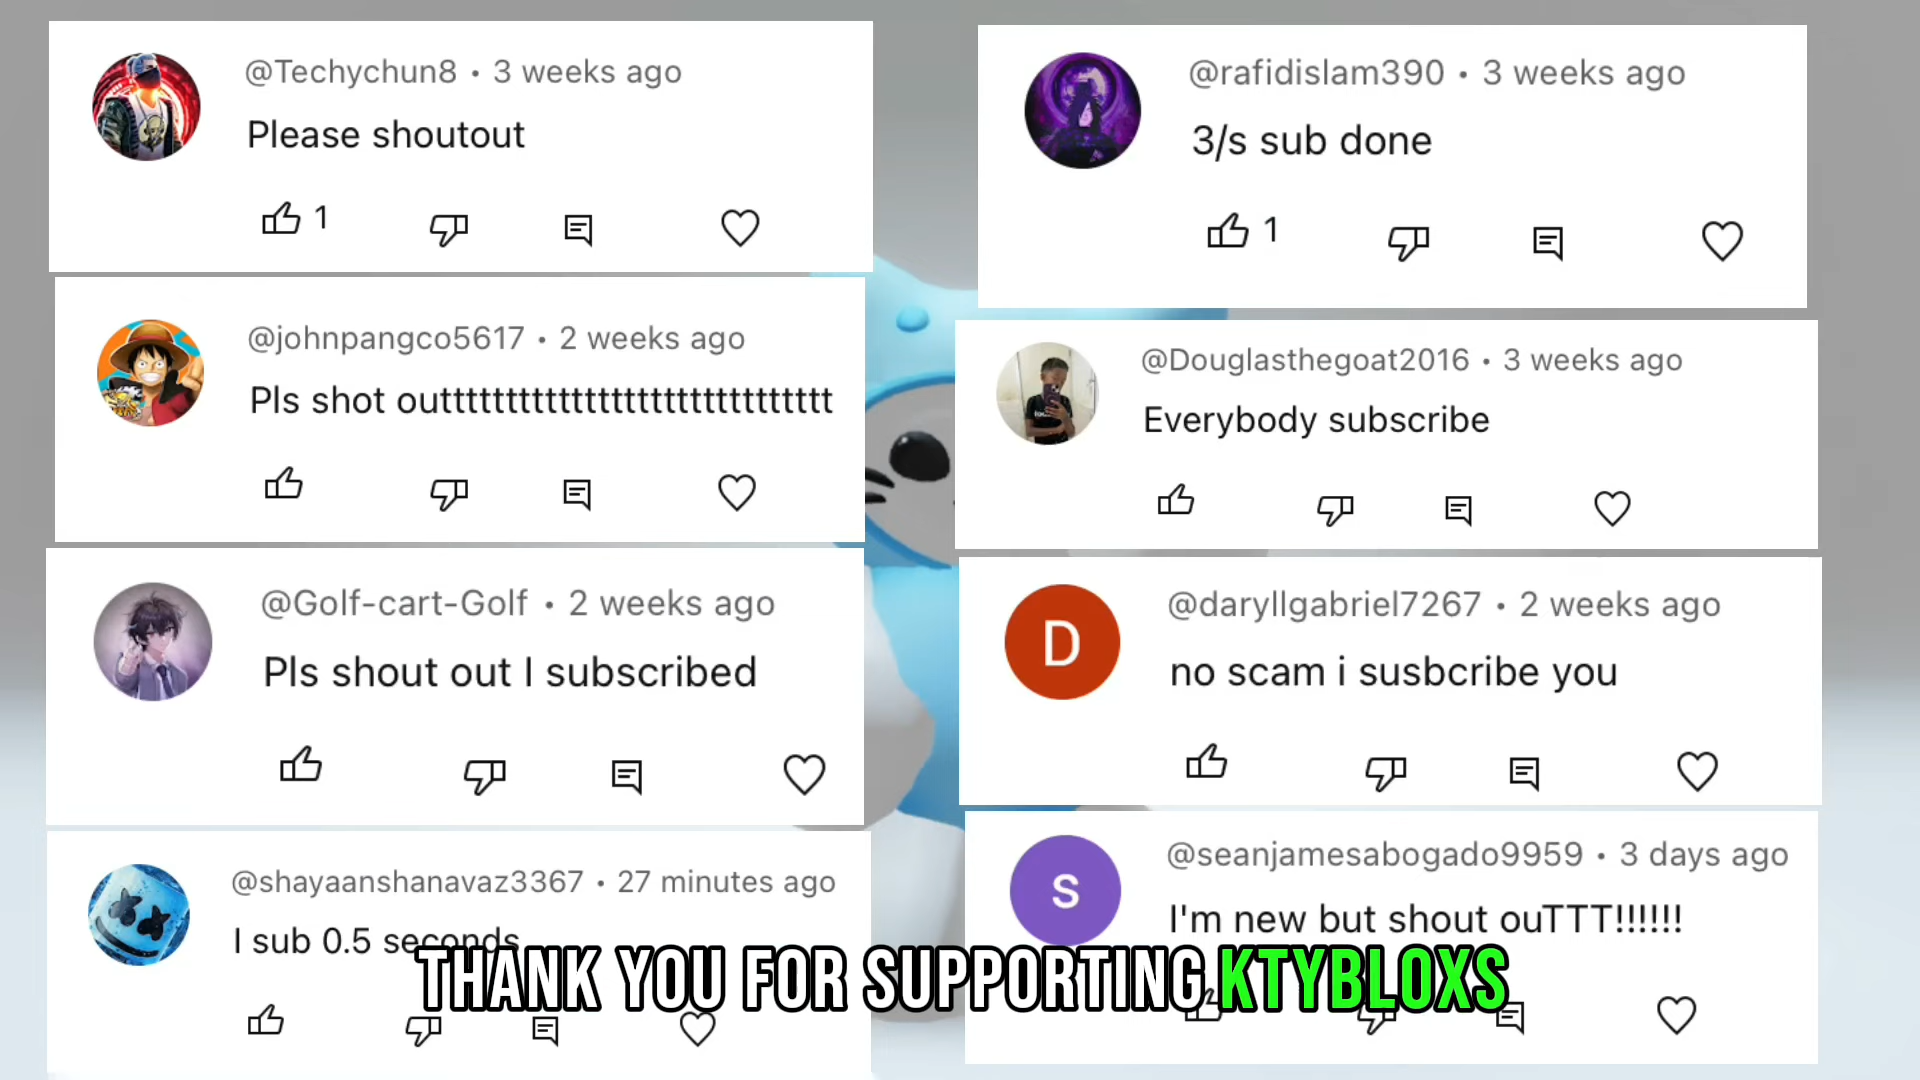 @Techychun8 • 3 weeks ago
Please shoutout
1
@johnpangco5617 • 2 weeks ago
Pls shot outttttttttttttttttttttttttttttttt
@Golf-cart-Golf • 2 weeks ago
Pls shout out I subscribed
@shayaanshanavaz3367 • 27 minutes ago
I sub 0.5 seconds
@rafidislam390 • 3 weeks ago
3/s sub done
1
@Douglasthegoat2016 • 3 weeks ago
Everybody subscribe
D
@daryllgabriel7267 • 2 weeks ago
no scam i susbcribe you
S
@seanjamesabogado9959 • 3 days ago
I'm new but shout ouTTT!!!!!!
THANK YOU FOR SUPPORTING KTYBLOXS